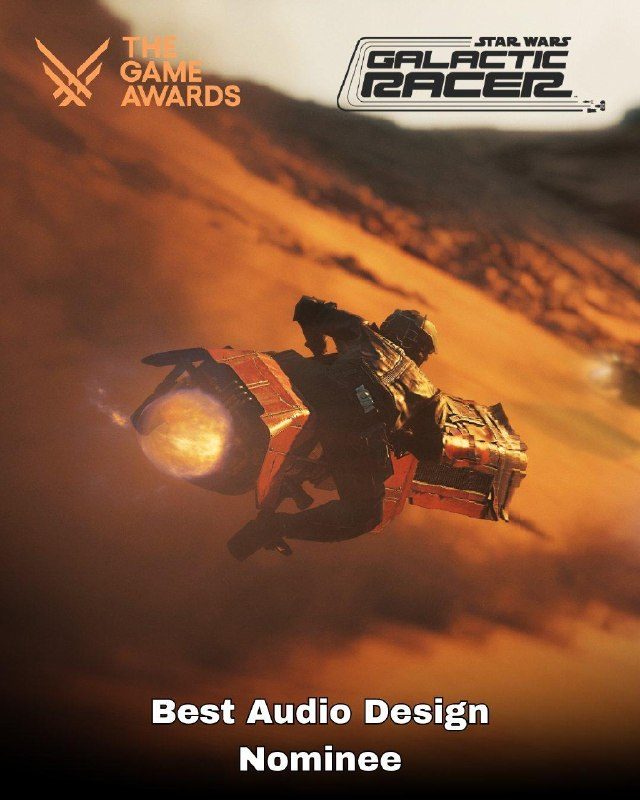 THE
GAME
AWARDS
STAR WARS
GALACTIC
RACER
Best Audio Design
Nominee